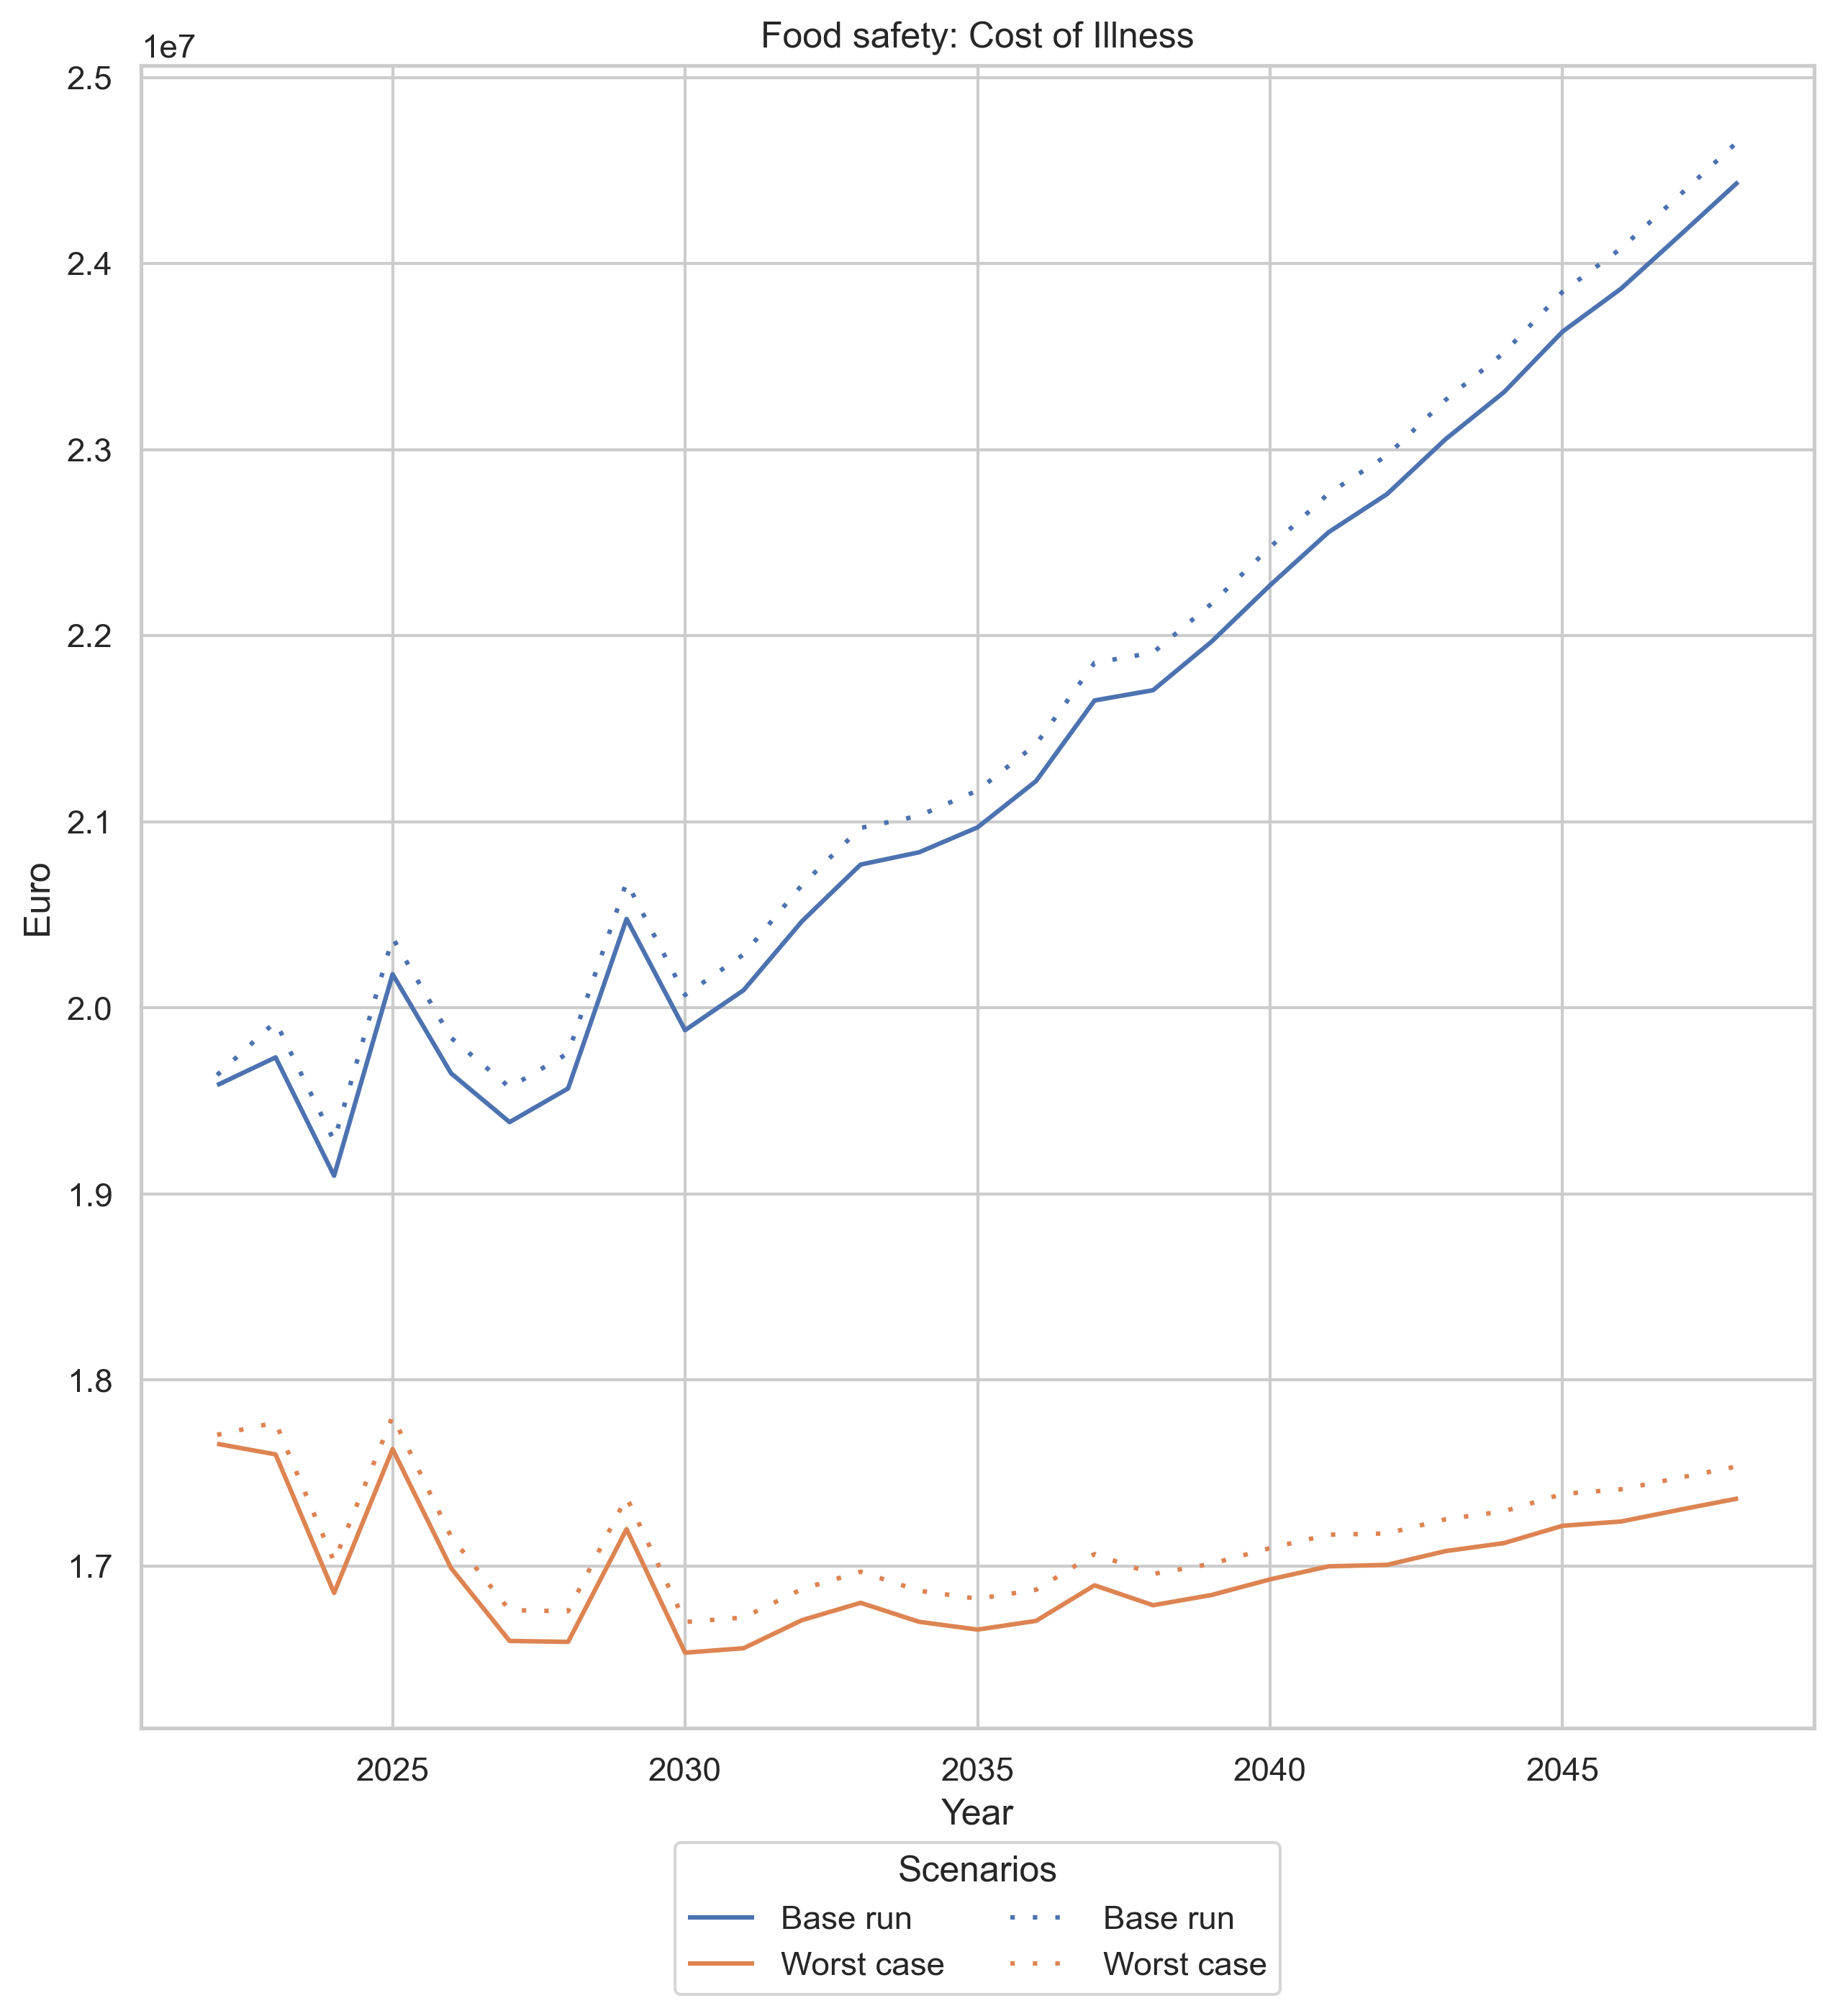 Food safety: Cost of Illness
1e7
2.5
2.4
2.3
2.2
2.1
2.0
1.9
1.8
1.7
Euro
2025 2030 2035 2040 2045
Year
Scenarios
Base run Base run
Worst case Worst case